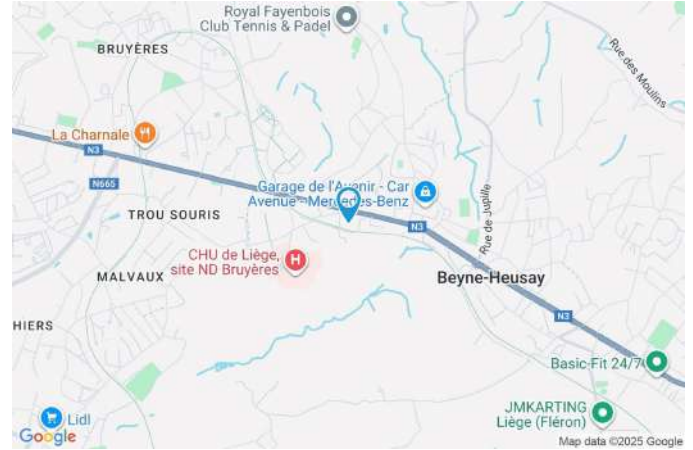 Royal Fayenbois
Club Tennis & Padel
BRUYÈRES
Rue des Moulins
La Charnale
N3
N665
Garage de l'Avenir - Car
Avenue - Mercedes-Benz
TROU SOURIS
N3
Rue de Jupille
CHU de Liège,
site ND Bruyères
MALVAUX
Beyne-Heusay
HIERS
N3
Basic-Fit 24/7
Lidl
JMKARTING
Liège (Fléron)
Google
Map data ©2025 Google